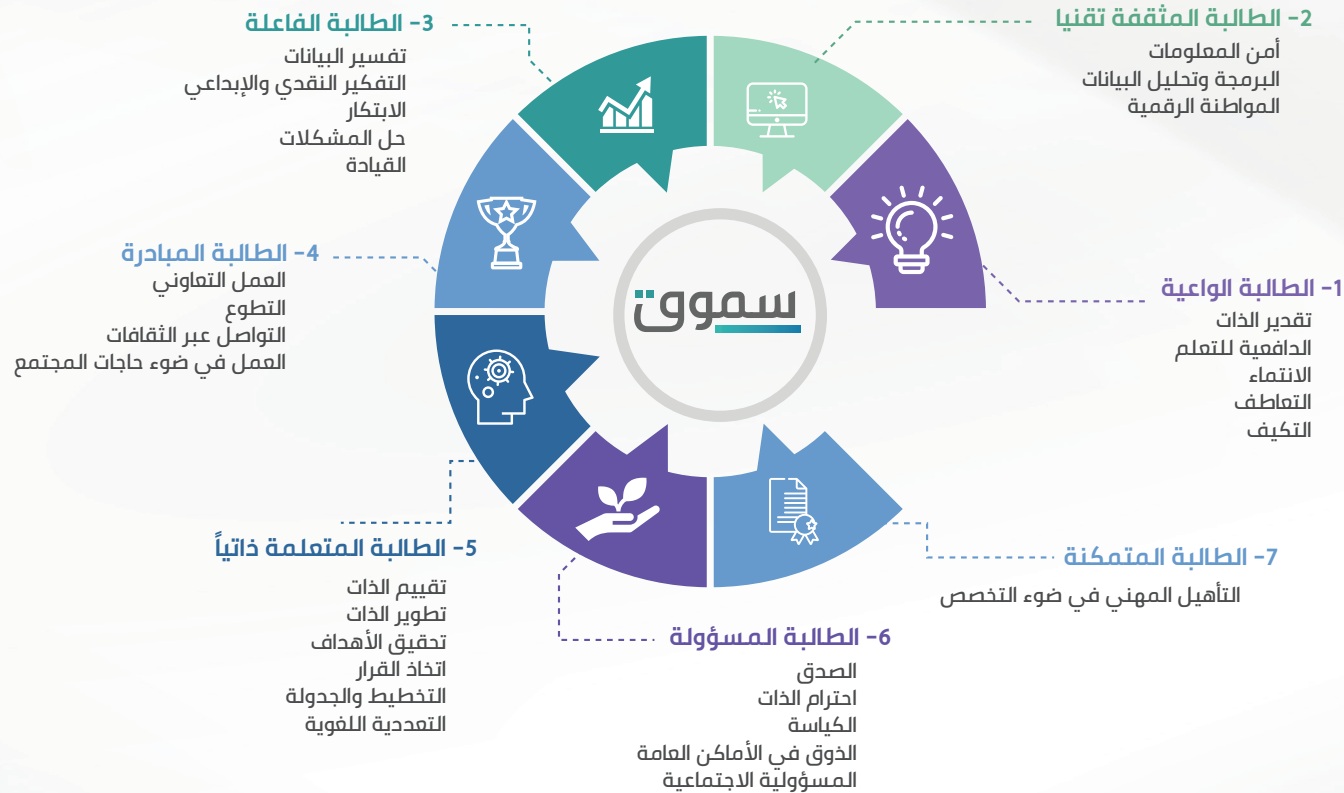 سموق
1- الطالبة الواعية
تقدير الذات
الدافعية للتعلم
الانتماء
التعاطف
التكيف
2- الطالبة المثقفة تقنيا
أمن المعلومات
البرمجة وتحليل البيانات
المواطنة الرقمية
3- الطالبة الفاعلة
تفسير البيانات
التفكير النقدي والإبداعي
الابتكار
حل المشكلات
القيادة
4- الطالبة المبادرة
العمل التعاوني
التطوع
التواصل عبر الثقافات
العمل في ضوء حاجات المجتمع
5- الطالبة المتعلمة ذاتياً
تقييم الذات
تطوير الذات
تحقيق الأهداف
اتخاذ القرار
التخطيط والجدولة
التعددية اللغوية
6- الطالبة المسؤولة
الصدق
احترام الذات
الكياسة
الذوق في الأماكن العامة
المسؤولية الاجتماعية
7- الطالبة المتمكنة
التأهيل المهني في ضوء التخصص